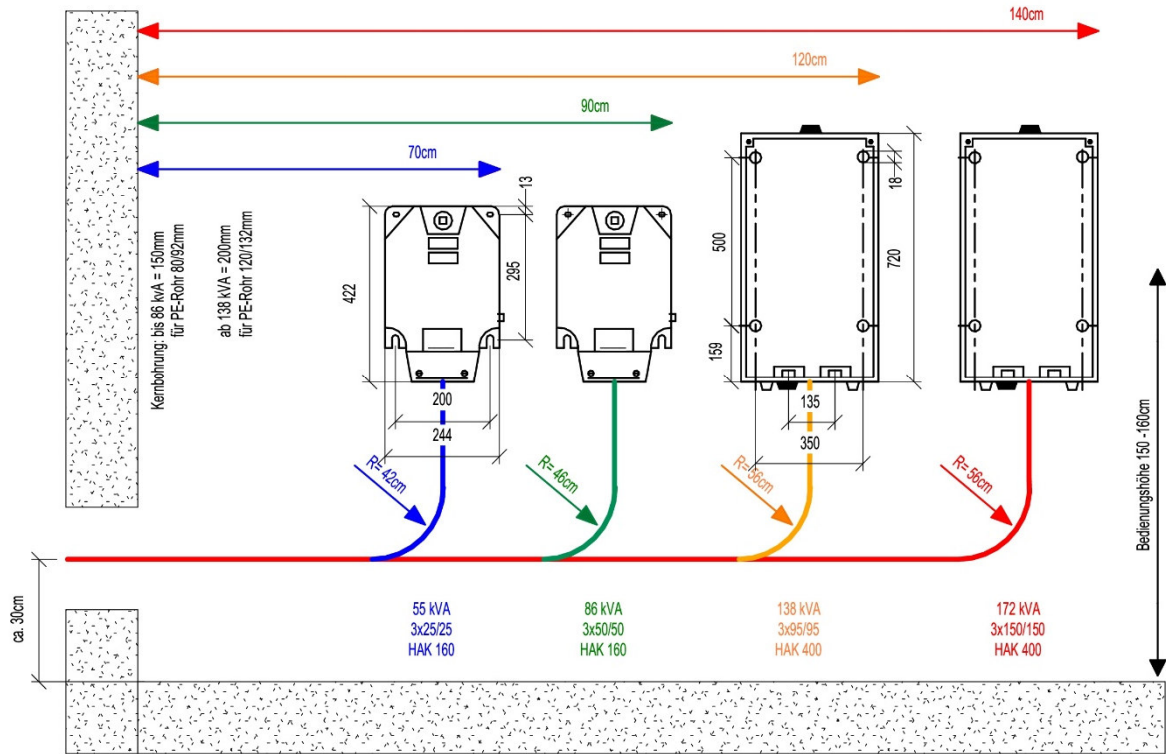 140cm
120cm
90cm
70cm
Kernbohrung: bis 86 kVA = 150mm
für PE-Rohr 80/92mm
ab 138 kVA = 200mm
für PE-Rohr 120/132mm
13
422
295
200
244
18
500
720
159
135
350
R= 42cm
R= 46cm
R=56cm
R=56cm
Bedienungshöhe 150 -160cm
ca. 30cm
55 kVA
3x25/25
HAK 160
86 kVA
3x50/50
HAK 160
138 kVA
3x95/95
HAK 400
172 kVA
3x150/150
HAK 400